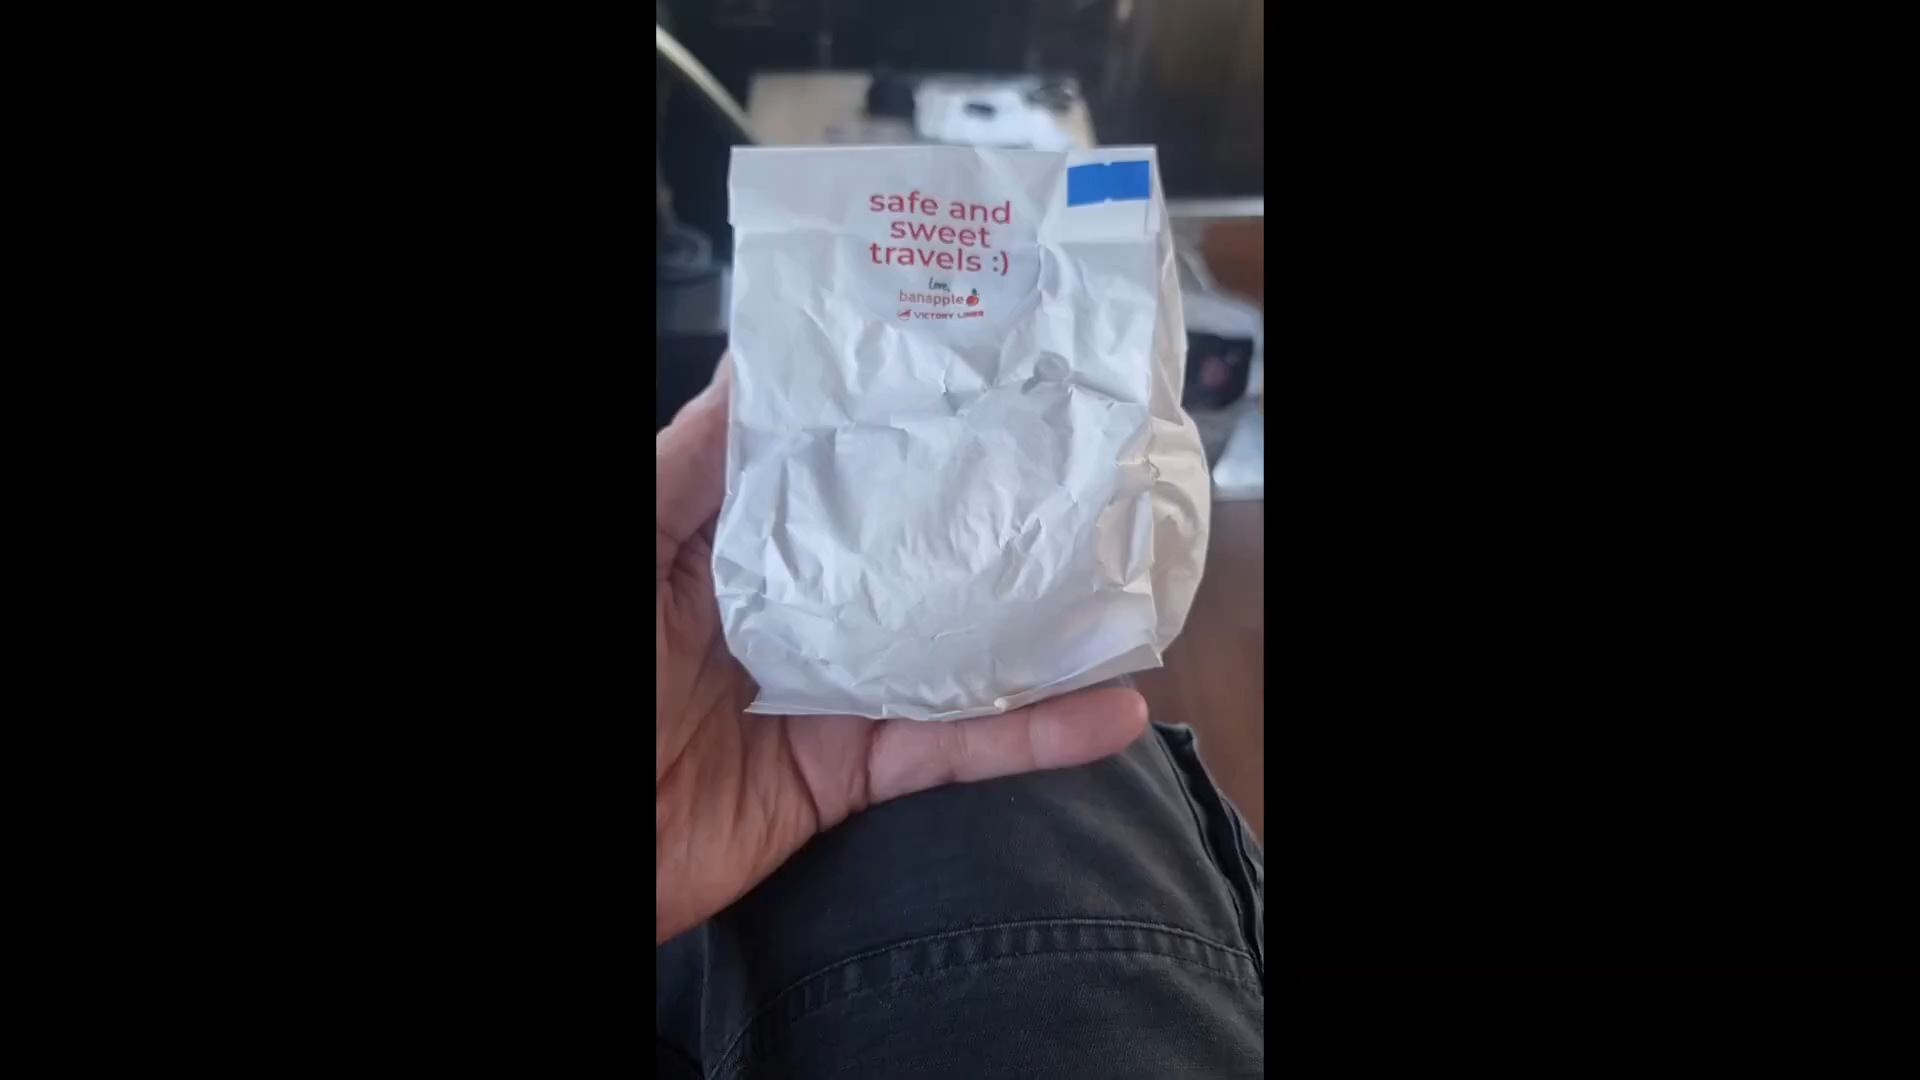 safe and
sweet
travels :)
love,
banapple
VICTORY LINER